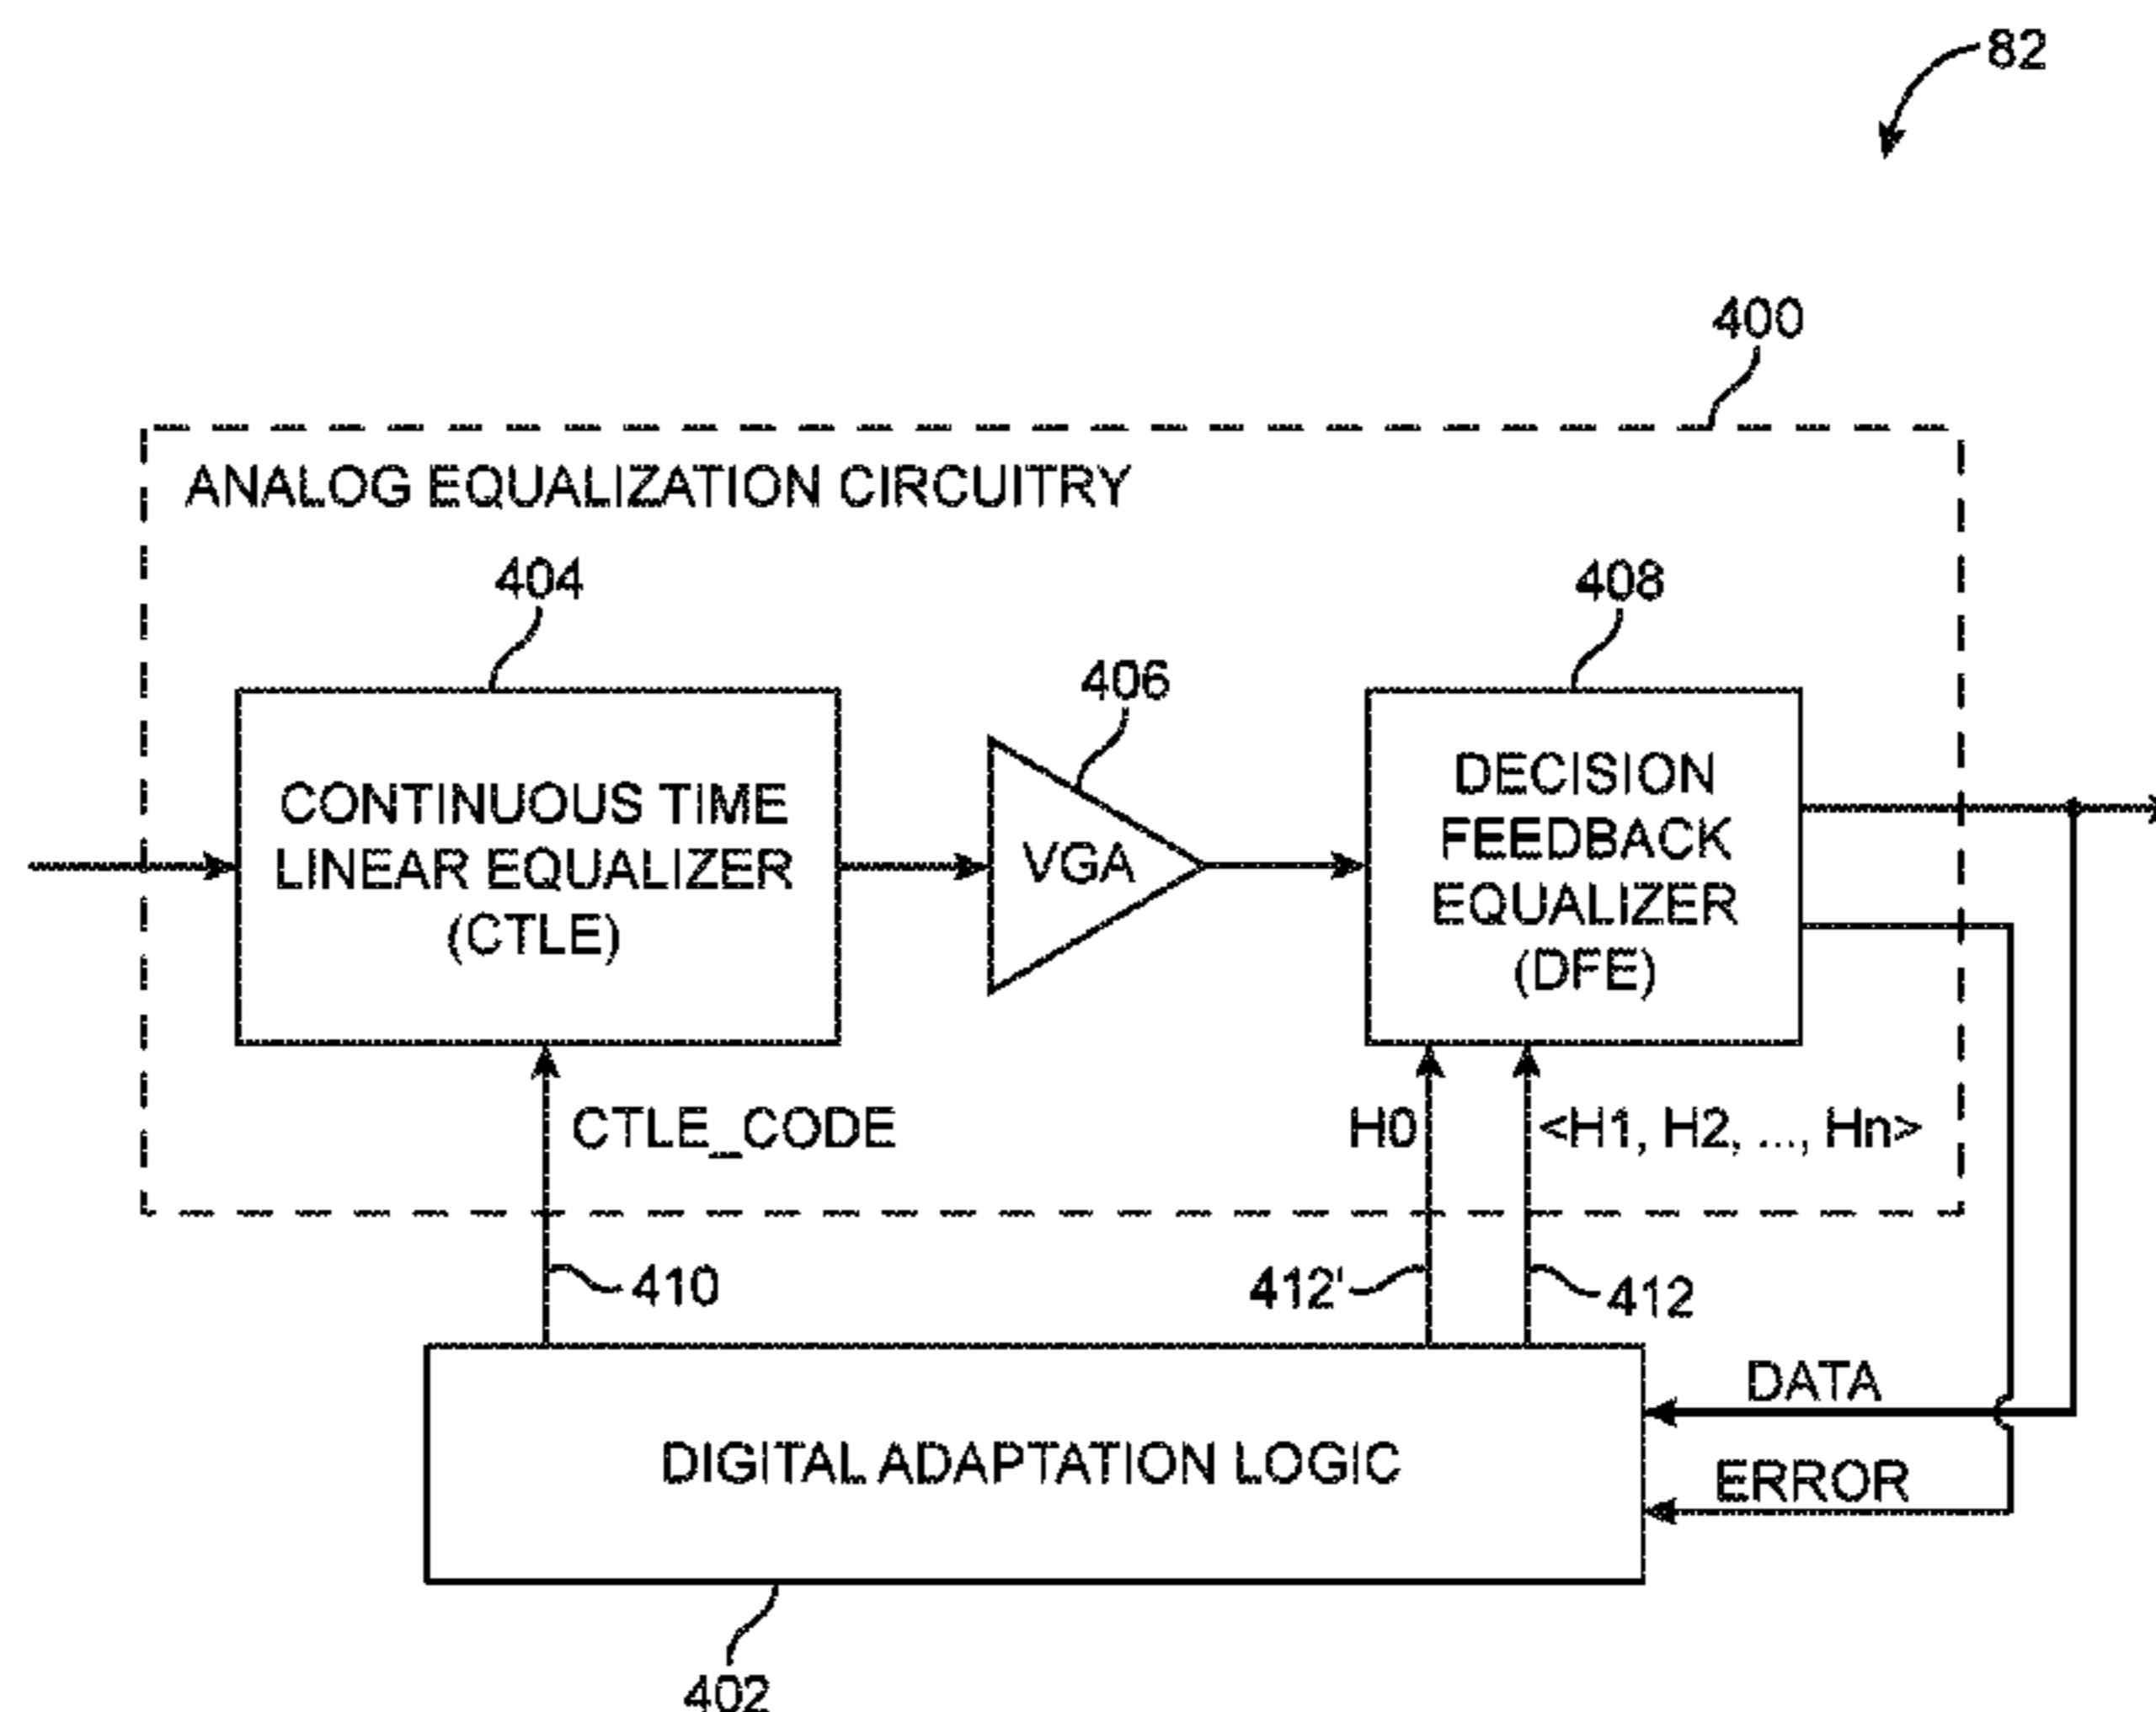 82
400
ANALOG EQUALIZATION CIRCUITRY
404
408
406
CONTINUOUS TIME
LINEAR EQUALIZER
(CTLE)
VGA
DECISION
FEEDBACK
EQUALIZER
(DFE)
CTLE_CODE
H0
<H1, H2, ..., Hn>
410
412'
412
DATA
DIGITAL ADAPTATION LOGIC
ERROR
402